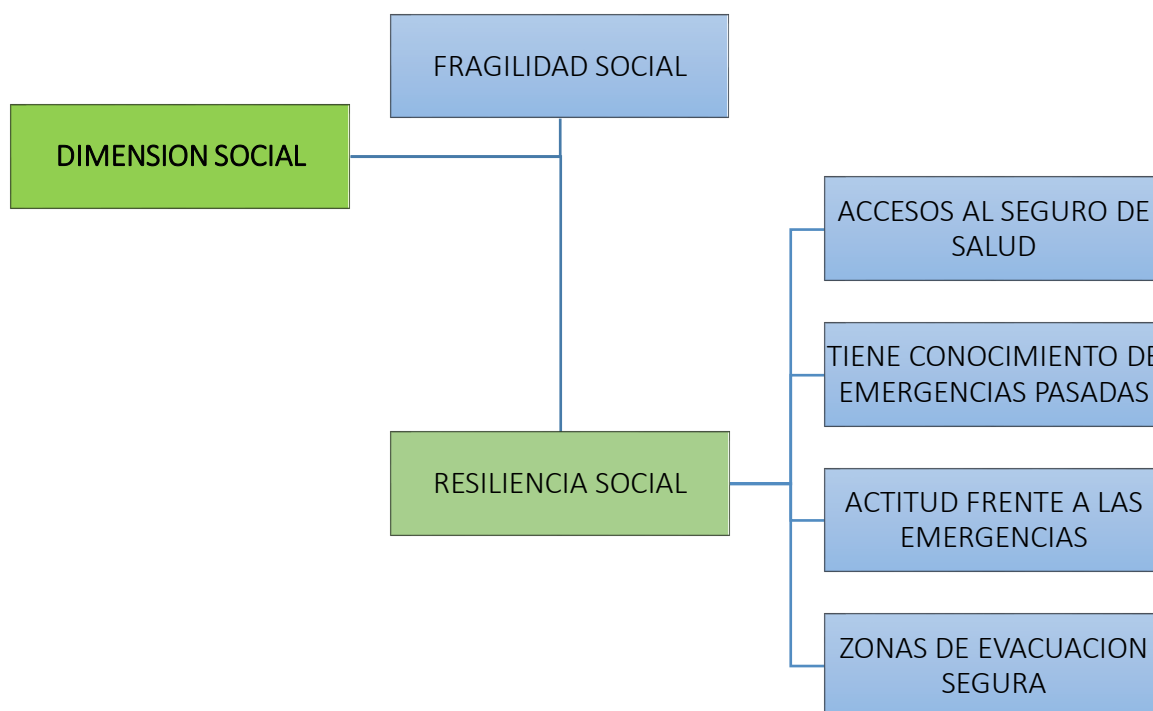 FRAGILIDAD SOCIAL
DIMENSION SOCIAL
ACCESOS AL SEGURO DE
SALUD
TIENE CONOCIMIENTO DE
EMERGENCIAS PASADAS
RESILIENCIA SOCIAL
ACTITUD FRENTE A LAS
EMERGENCIAS
ZONAS DE EVACUACION
SEGURA